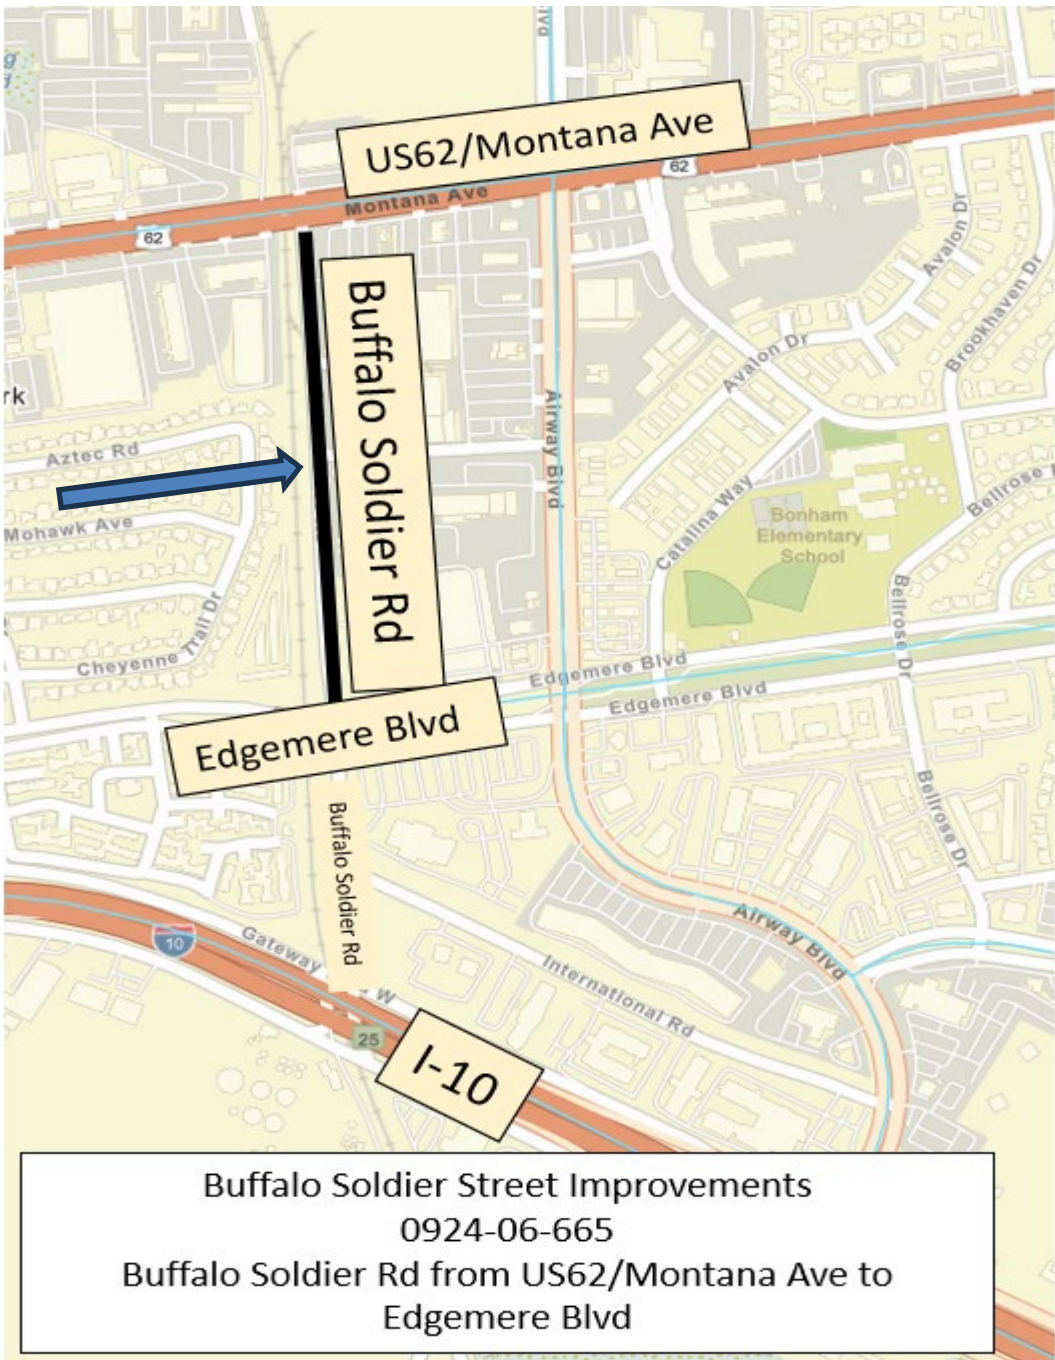 g
lvd
US62/Montana Ave
62
Montana Ave
62
Avalon Dr
Brookhaven Dr
Buffalo Soldier Rd
Avalon Dr
rk
Airway Blvd
Aztec Rd
Catalina Way
Bellrose
Mohawk Ave
Bonham
Elementary
School
Bellrose Dr
Cheyenne Trail Dr
Edgemere Blvd
Edgemere Blvd
Edgemere Blvd
Buffalo Soldier Rd
Bellrose Dr
Airway Blvd
10
Gateway
W
International Rd
25
I-10
Buffalo Soldier Street Improvements
0924-06-665
Buffalo Soldier Rd from US62/Montana Ave to
Edgemere Blvd